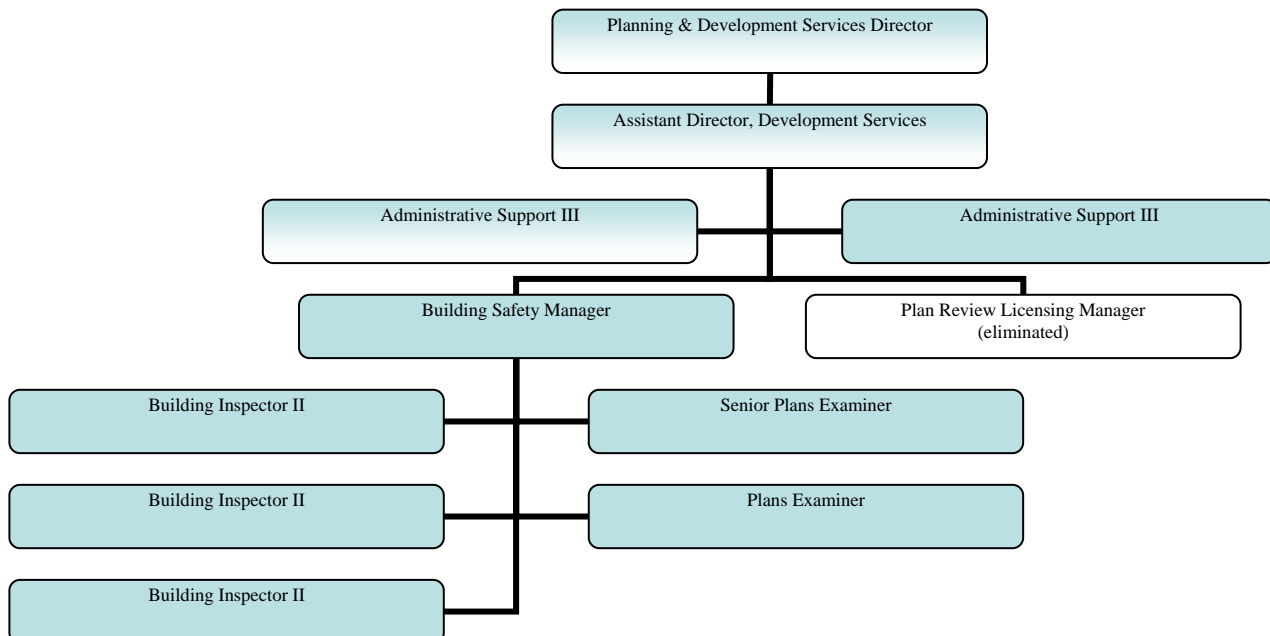 Planning & Development Services Director
Assistant Director, Development Services
Administrative Support III
Administrative Support III
Building Safety Manager
Plan Review Licensing Manager
(eliminated)
Building Inspector II
Senior Plans Examiner
Building Inspector II
Plans Examiner
Building Inspector II